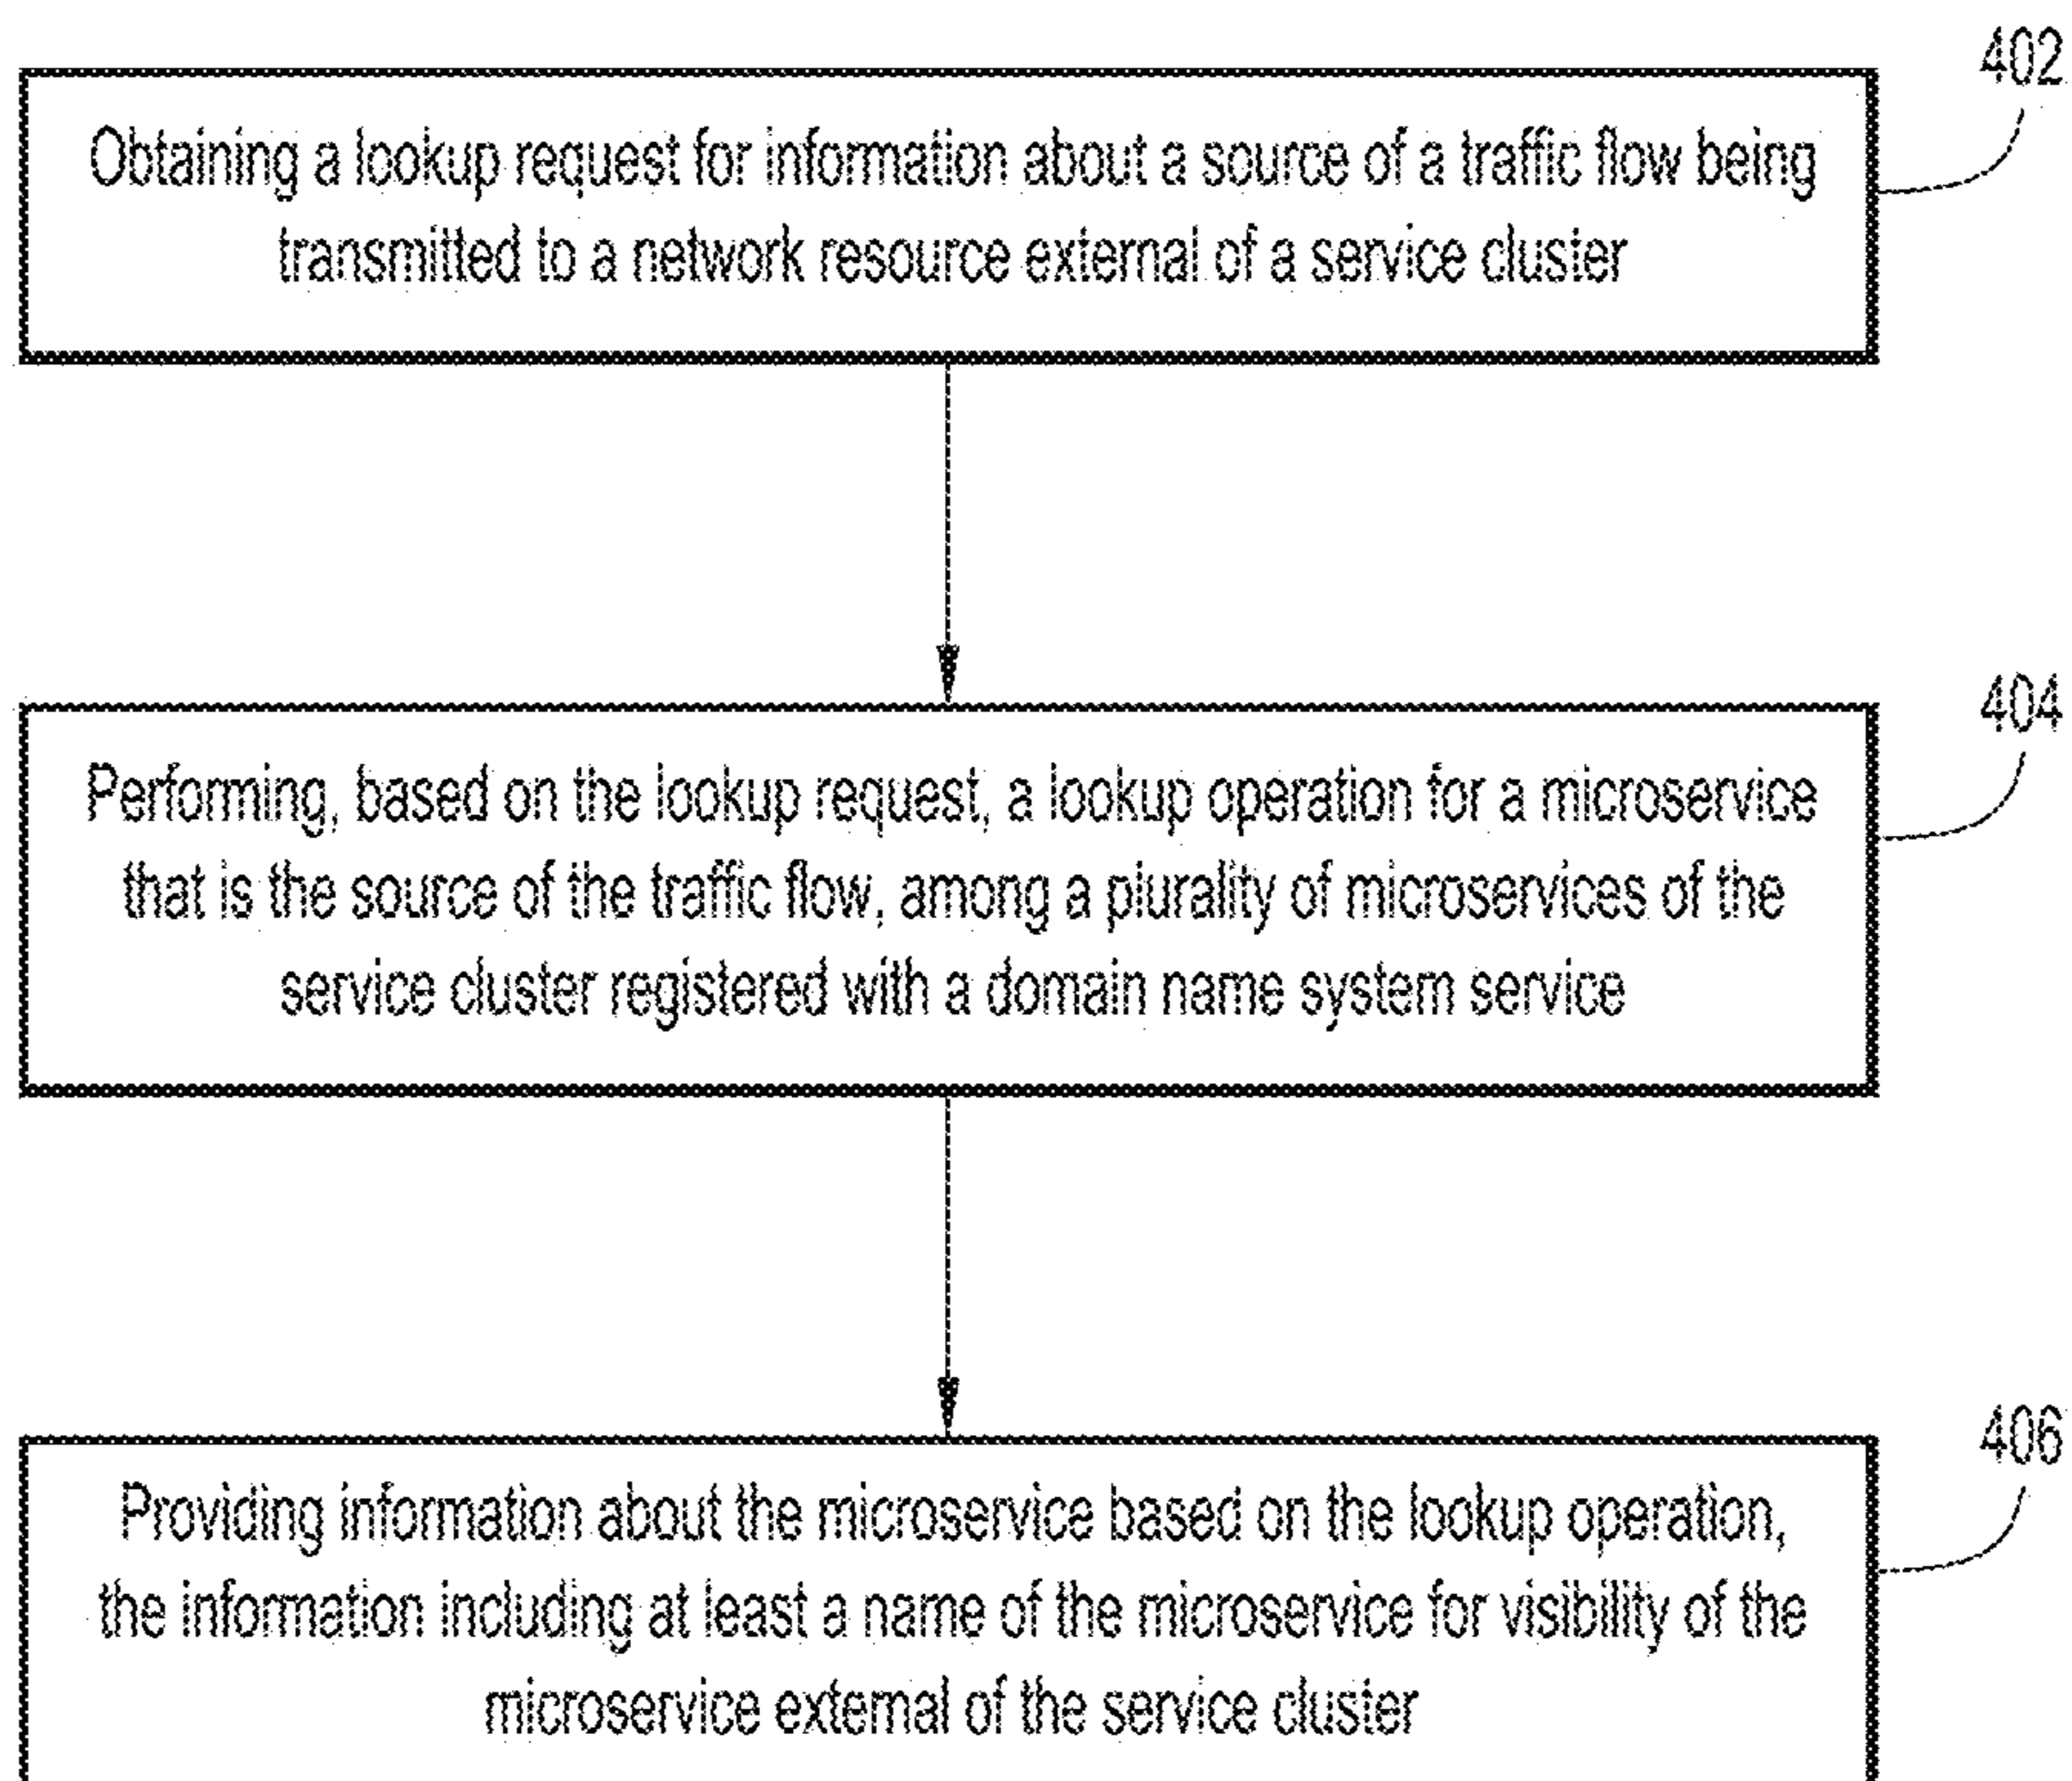 402
Obtaining a lookup request for information about a source of a traffic flow being
transmitted to a network resource external of a service cluster
404
Performing, based on the lookup request, a lookup operation for a microservice
that is the source of the traffic flow, among a plurality of microservices of the
service cluster registered with a domain name system service
406
Providing information about the microservice based on the lookup operation,
the information including at least a name of the microservice for visibility of the
microservice external of the service cluster